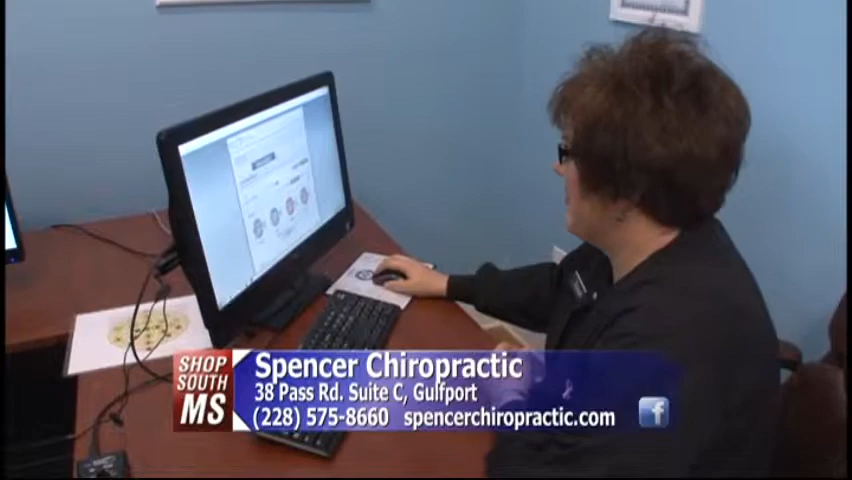 SHOP
SOUTH
MS
Spencer Chiropractic
38 Pass Rd. Suite C, Gulfport
(228) 575-8660 spencerchiropractic.com
f